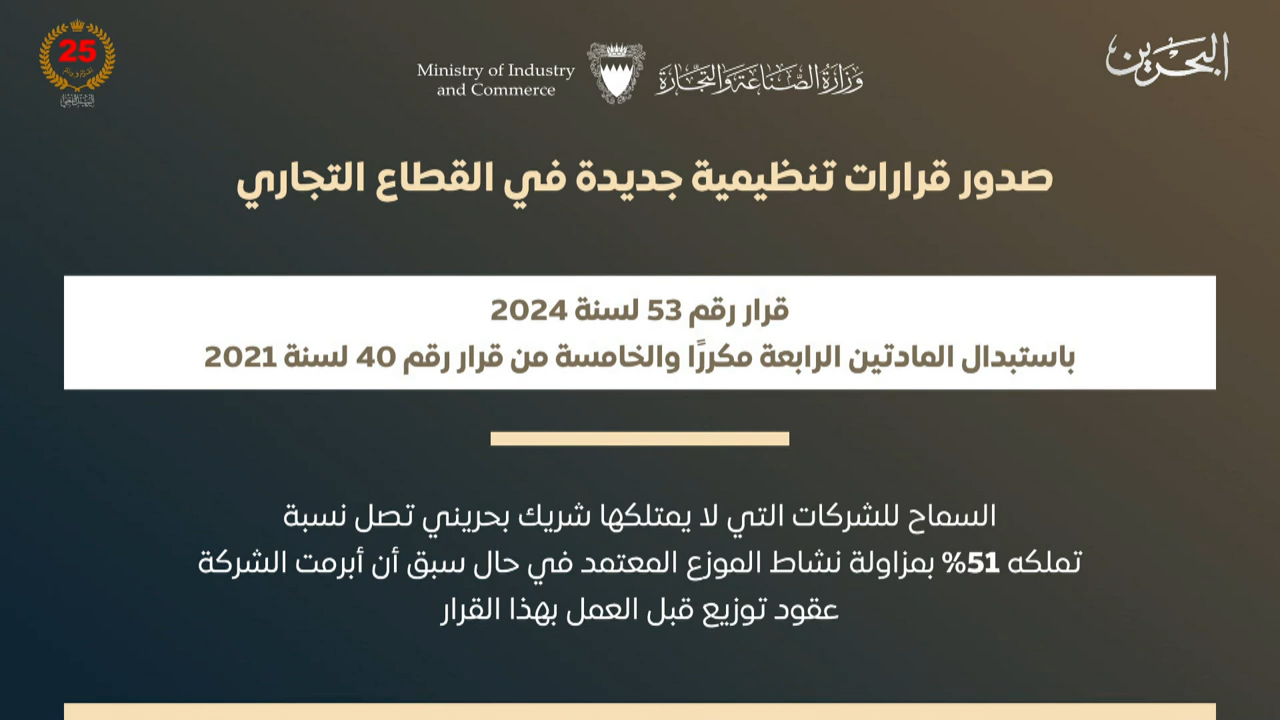 البحرين
Ministry of Industry
and Commerce
وزارة الصناعة والتجارة
25
صدور قرارات تنظيمية جديدة في القطاع التجاري
قرار رقم 53 لسنة 2024
باستبدال المادتين الرابعة مكررًا والخامسة من قرار رقم 40 لسنة 2021
السماح للشركات التي لا يمتلكها شريك بحريني تصل نسبة
تملكه 51% بمزاولة نشاط الموزع المعتمد في حال سبق أن أبرمت الشركة
عقود توزيع قبل العمل بهذا القرار